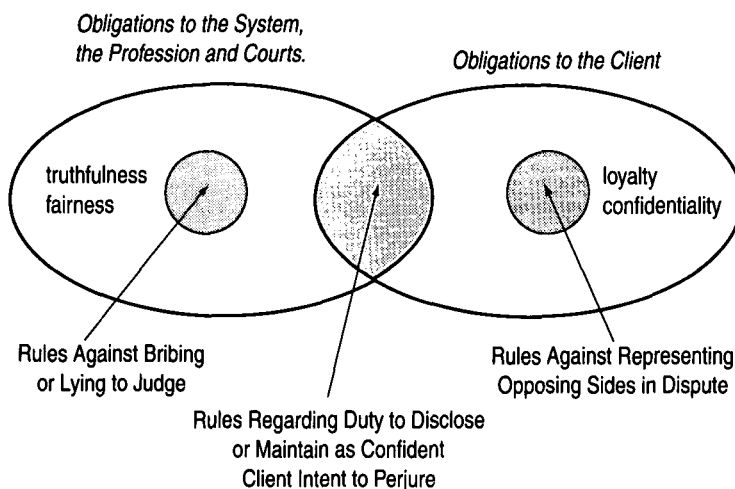 Obligations to the System,
the Profession and Courts.
Obligations to the Client
truthfulness
fairness
loyalty
confidentiality
Rules Against Bribing
or Lying to Judge
Rules Regarding Duty to Disclose
or Maintain as Confident
Client Intent to Perjure
Rules Against Representing
Opposing Sides in Dispute